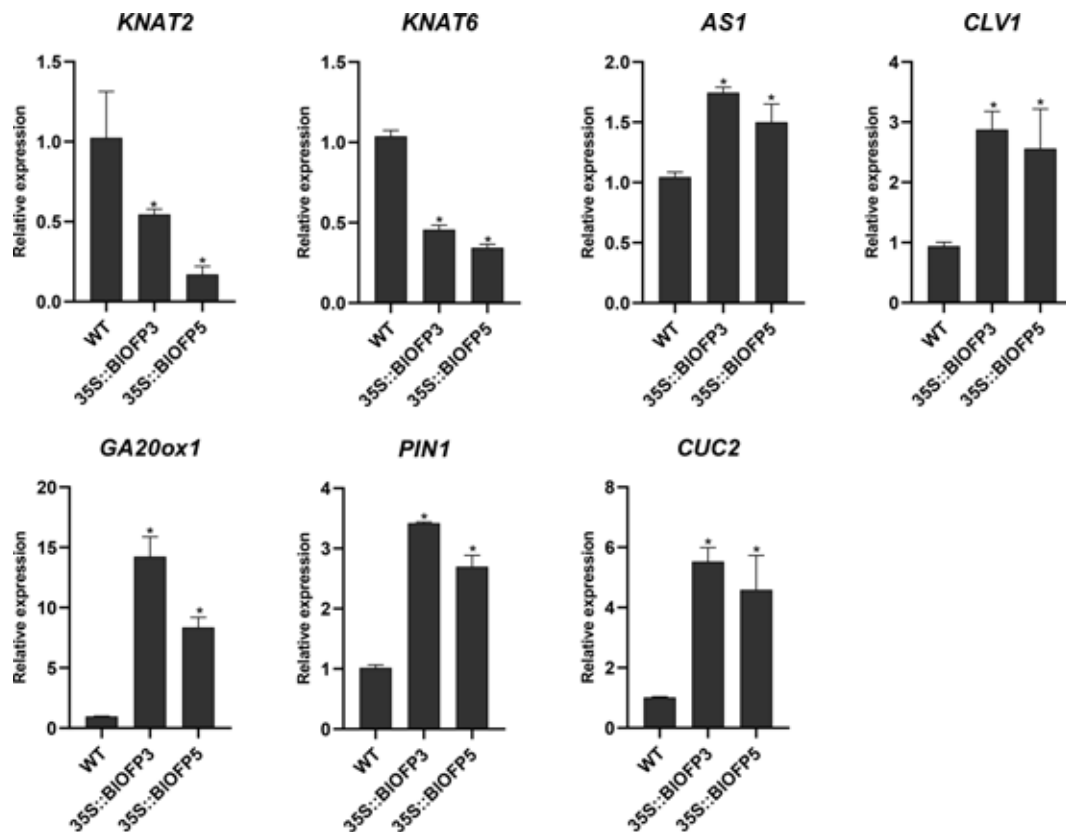 KNAT2 KNAT6 AS1 CLV1
Relative expression
1.5
1.0
0.5
0.0
WT
35S::BIOFP3
35S::BIOFP5
*
*
Relative expression
1.5
1.0
0.5
0.0
WT
35S::BIOFP3
35S::BIOFP5
*
*
Relative expression
2.0
1.5
1.0
0.5
0.0
WT
35S::BIOFP3
35S::BIOFP5
*
*
Relative expression
4
3
2
1
0
WT
35S::BIOFP3
35S::BIOFP5
*
*
GA20ox1 PIN1 CUC2
Relative expression
20
15
10
5
0
WT
35S::BIOFP3
35S::BIOFP5
*
*
Relative expression
4
3
2
1
0
WT
35S::BIOFP3
35S::BIOFP5
*
*
Relative expression
8
6
4
2
0
WT
35S::BIOFP3
35S::BIOFP5
*
*